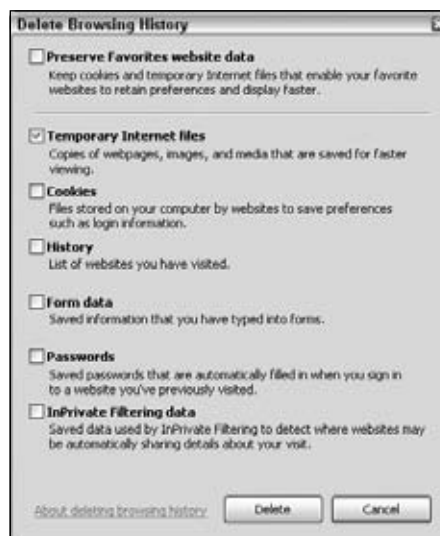 Delete Browsing History
Preserve Favorites website data
Keep cookies and temporary Internet files that enable your favorite
websites to retain preferences and display faster.
Temporary Internet files
Copies of webpages, images, and media that are saved for faster
viewing.
Cookies
Files stored on your computer by websites to save preferences
such as login information.
History
List of websites you have visited.
Form data
Saved information that you have typed into forms.
Passwords
Saved passwords that are automatically filled in when you sign in
to a website you've previously visited.
InPrivate Filtering data
Saved data used by InPrivate Filtering to detect where websites may
be automatically sharing details about your visit.
About deleting browsing history
Delete
Cancel